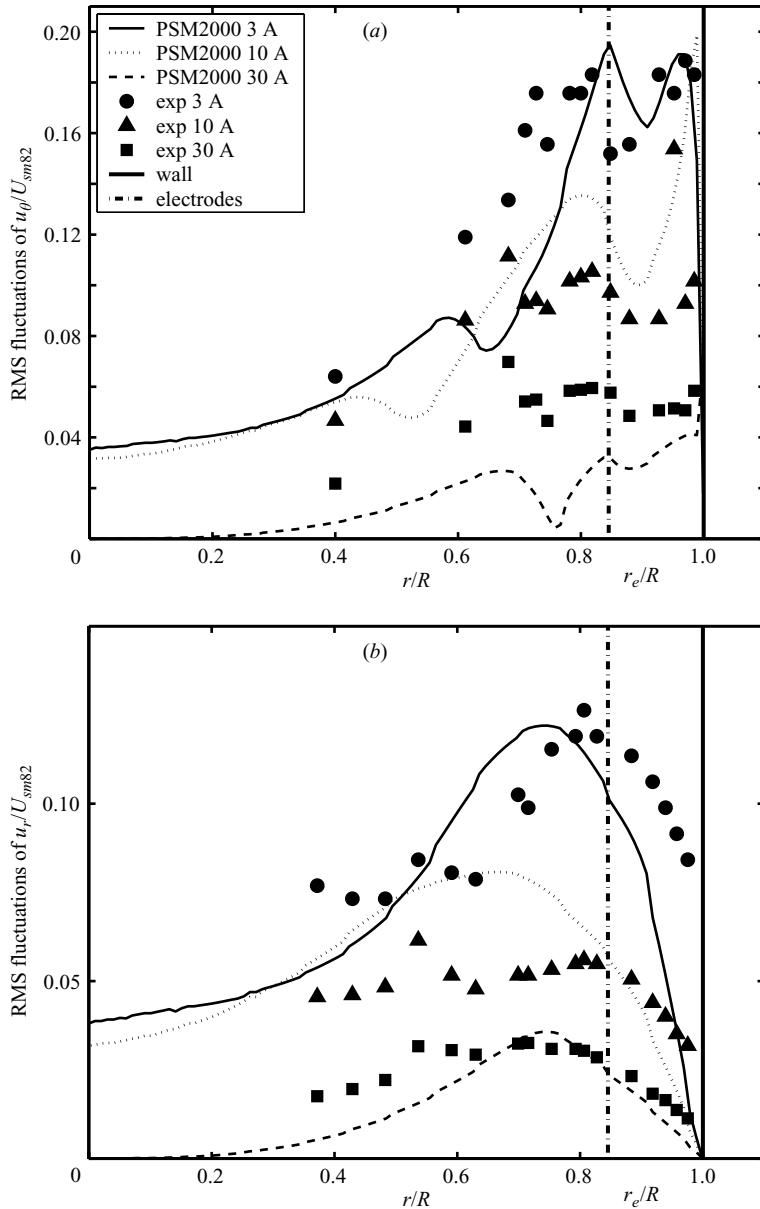 0.20
0.16
0.12
0.08
0.04
0
RMS fluctuations of u_θ/U_sm82
PSM2000 3 A
PSM2000 10 A
PSM2000 30 A
exp 3 A
exp 10 A
exp 30 A
wall
electrodes
(a)
0.2
0.4
0.6
0.8
1.0
r/R
r_e/R
(b)
0.10
0.05
0
RMS fluctuations of u_r/U_sm82
0.2
0.4
0.6
0.8
1.0
r/R
r_e/R